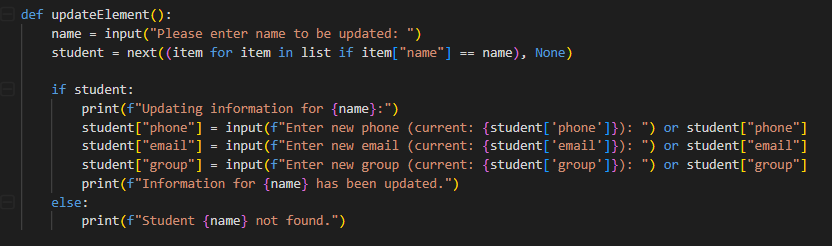 def updateElement():
    name = input("Please enter name to be updated: ")
    student = next((item for item in list if item["name"] == name), None)

    if student:
        print(f"Updating information for {name}:")
        student["phone"] = input(f"Enter new phone (current: {student['phone']}): ") or student["phone"]
        student["email"] = input(f"Enter new email (current: {student['email']}): ") or student["email"]
        student["group"] = input(f"Enter new group (current: {student['group']}): ") or student["group"]
        print(f"Information for {name} has been updated.")
    else:
        print(f"Student {name} not found.")